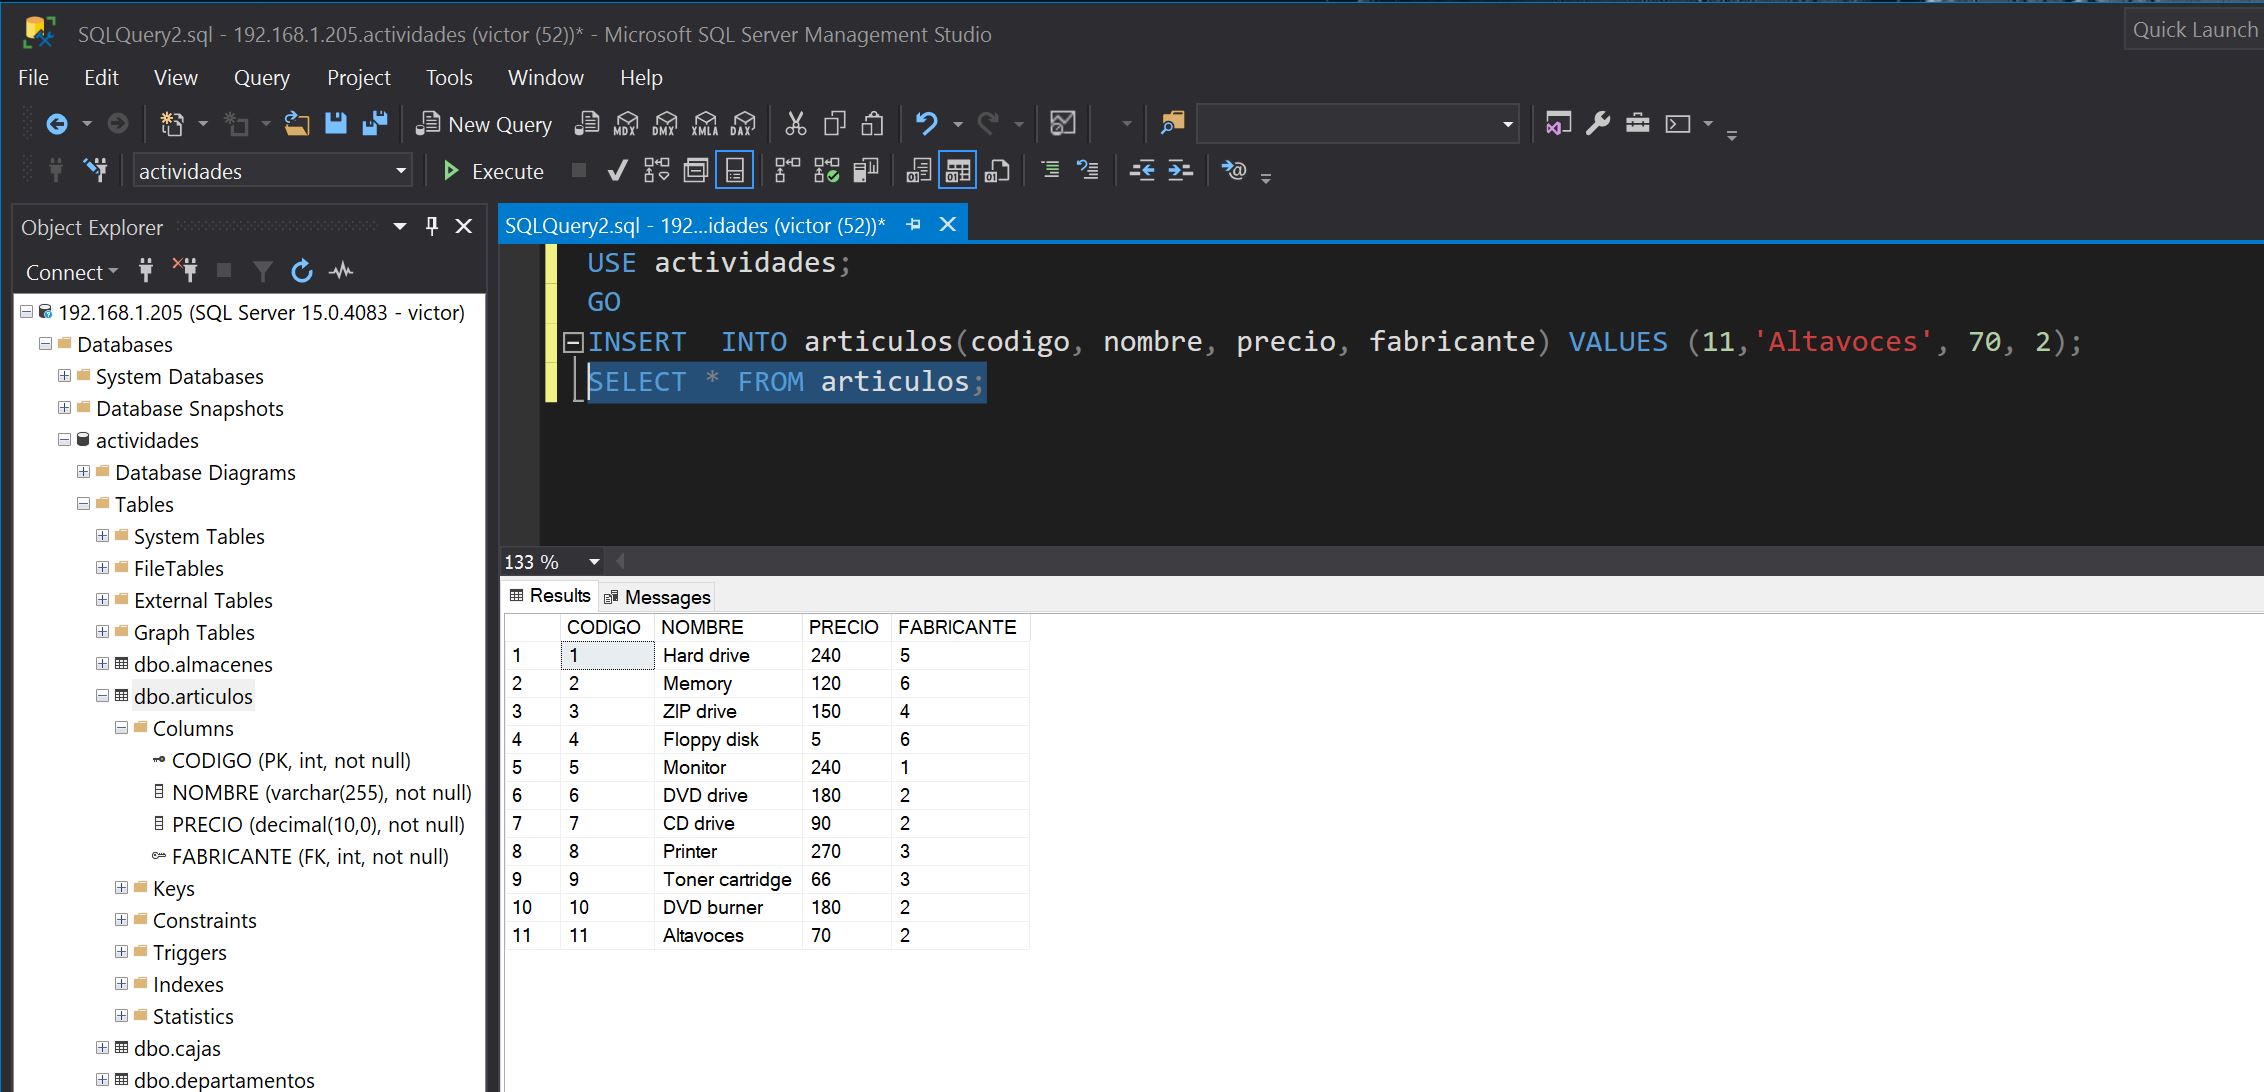 SQLQuery2.sql - 192.168.1.205.actividades (victor (52))* - Microsoft SQL Server Management Studio
Quick Launch
File Edit View Query Project Tools Window Help
New Query MDX DMX XMLA DAX
actividades Execute
Object Explorer
Connect
192.168.1.205 (SQL Server 15.0.4083 - victor)
Databases
System Databases
Database Snapshots
actividades
Database Diagrams
Tables
System Tables
FileTables
External Tables
Graph Tables
dbo.almacenes
dbo.articulos
Columns
CODIGO (PK, int, not null)
NOMBRE (varchar(255), not null)
PRECIO (decimal(10,0), not null)
FABRICANTE (FK, int, not null)
Keys
Constraints
Triggers
Indexes
Statistics
dbo.cajas
dbo.departamentos
SQLQuery2.sql - 192...idades (victor (52))*
USE actividades;
GO
INSERT  INTO articulos(codigo, nombre, precio, fabricante) VALUES (11,'Altavoces', 70, 2);
SELECT * FROM articulos;
133 %
Results Messages
CODIGO NOMBRE PRECIO FABRICANTE
1 1 Hard drive 240 5
2 2 Memory 120 6
3 3 ZIP drive 150 4
4 4 Floppy disk 5 6
5 5 Monitor 240 1
6 6 DVD drive 180 2
7 7 CD drive 90 2
8 8 Printer 270 3
9 9 Toner cartridge 66 3
10 10 DVD burner 180 2
11 11 Altavoces 70 2